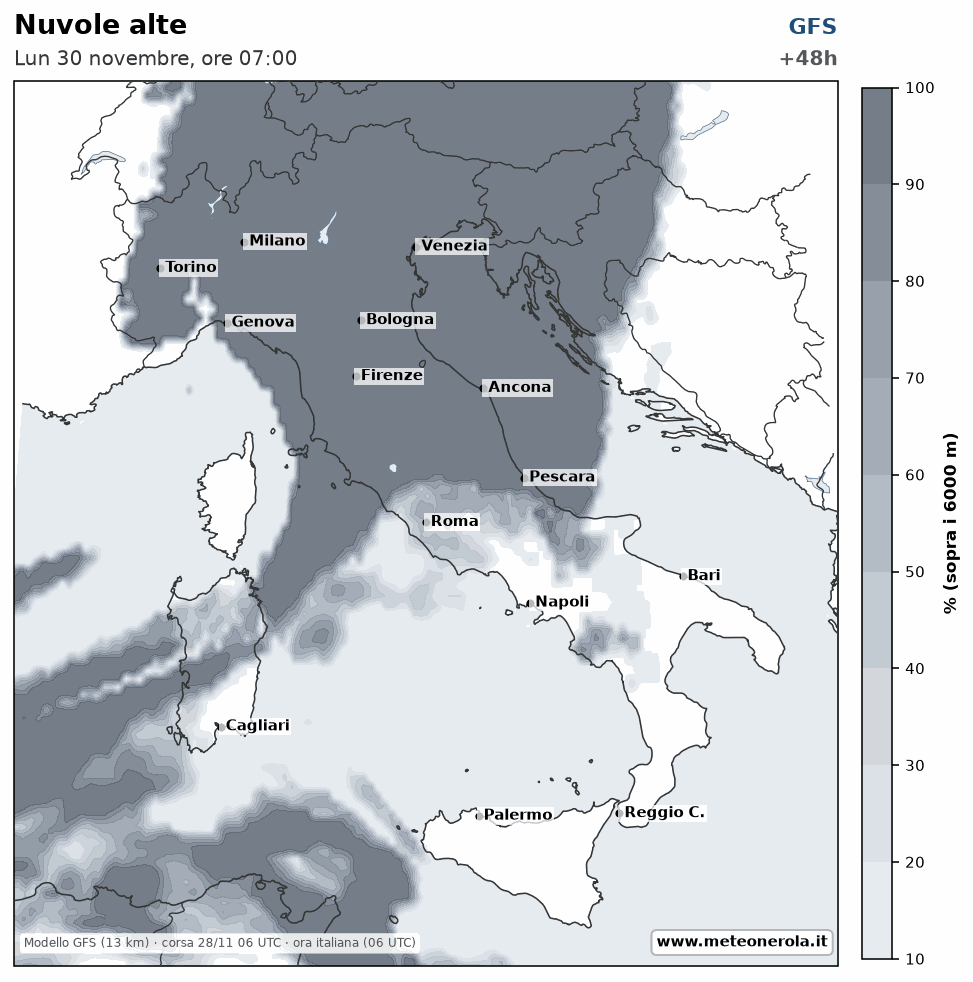 Nuvole alte
GFS
Lun 30 novembre, ore 07:00
+48h
100
90
80
70
60
50
40
30
20
10
% (sopra i 6000 m)
Milano
Venezia
Torino
Genova
Bologna
Firenze
Ancona
Pescara
Roma
Bari
Napoli
Cagliari
Palermo
Reggio C.
Modello GFS (13 km) · corsa 28/11 06 UTC · ora italiana (06 UTC)
www.meteonerola.it